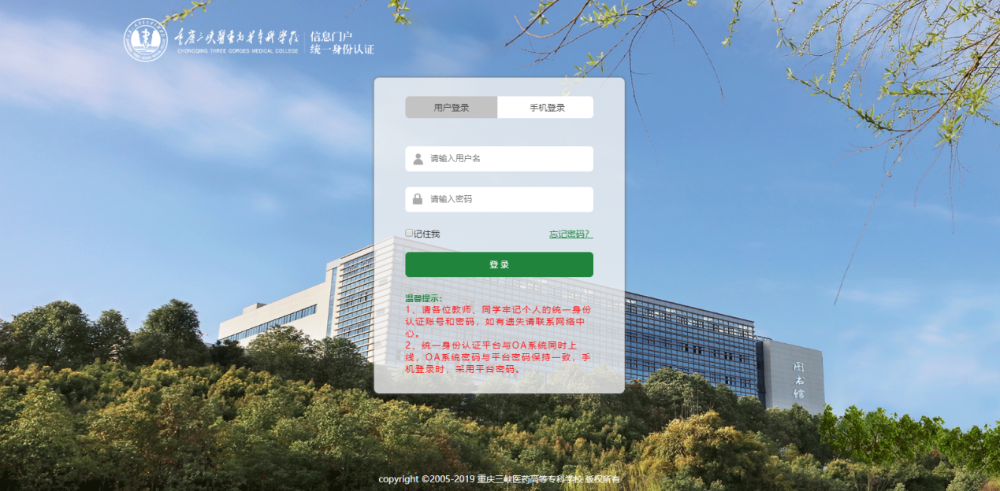 重庆三峡医药高等专科学校
CHONGQING THREE GORGES MEDICAL COLLEGE
信息门户
统一身份认证
用户登录
手机登录
请输入用户名
请输入密码
记住我
忘记密码?
登 录
温馨提示:
1、请各位教师、同学牢记个人的统一身份
认证账号和密码，如有遗失请联系网络中
心。
2、统一身份认证平台与OA系统同时上
线，OA系统密码与平台密码保持一致，手
机登录时，采用平台密码。
图书馆
copyright ©2005-2019 重庆三峡医药高等专科学校 版权所有